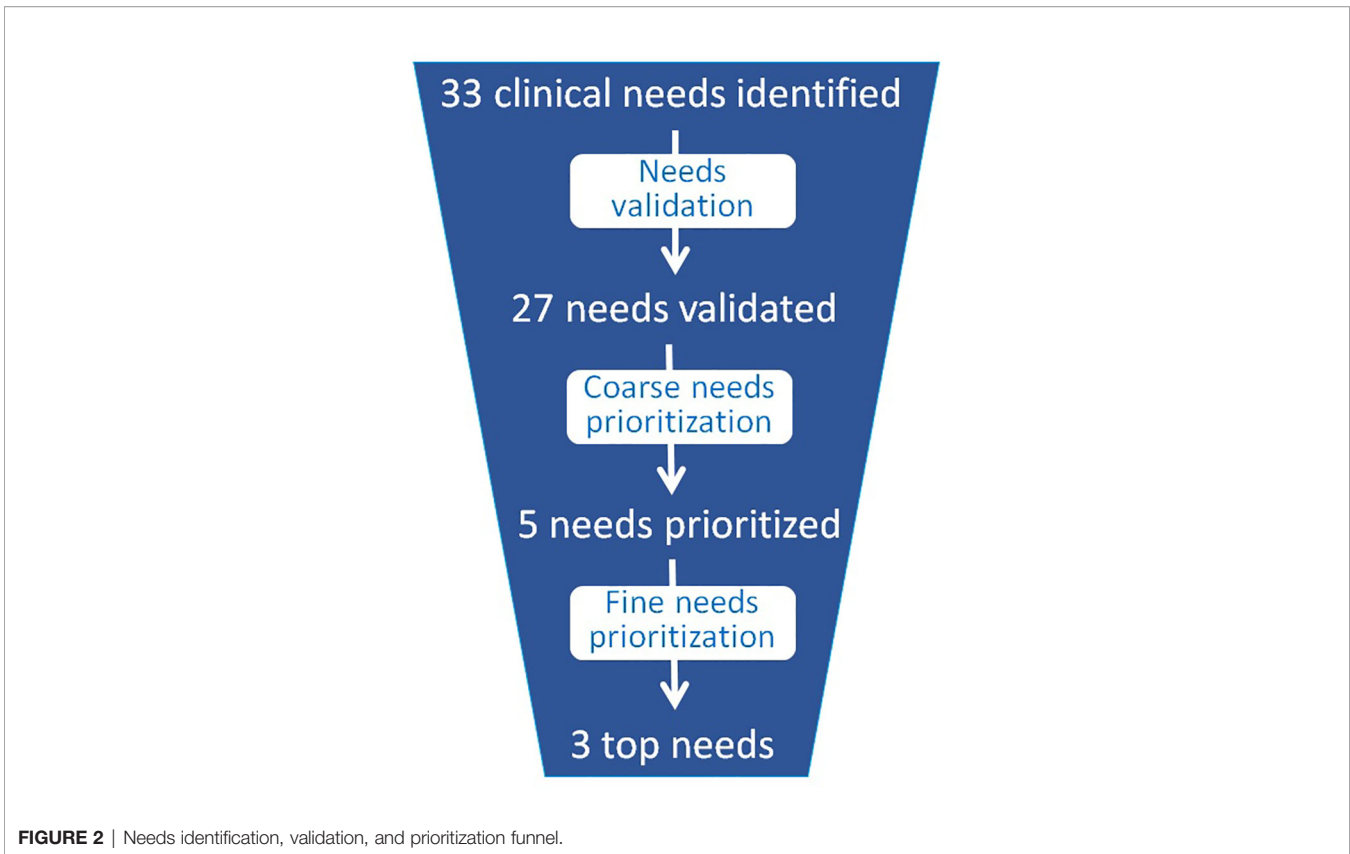 33 clinical needs identified
Needs
validation
27 needs validated
Coarse needs
prioritization
5 needs prioritized
Fine needs
prioritization
3 top needs
FIGURE 2 | Needs identification, validation, and prioritization funnel.